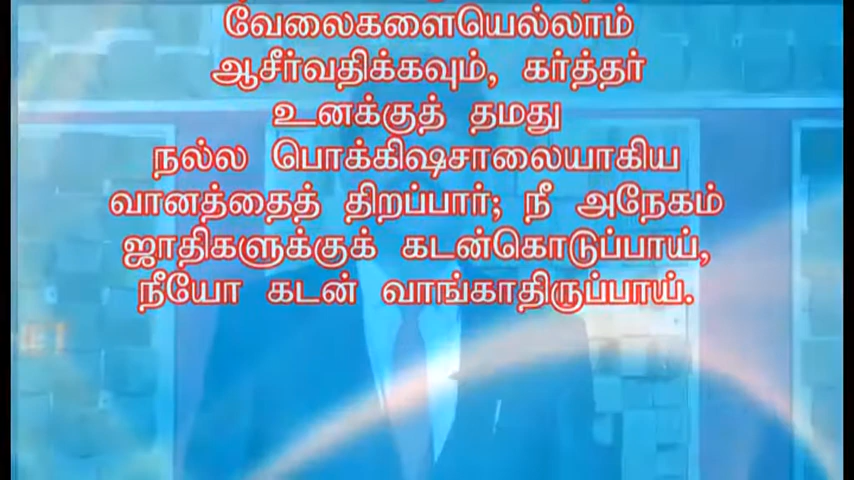 வேலைகளையெல்லாம்
ஆசீர்வதிக்கவும், கர்த்தர்
உனக்குத் தமது
நல்ல பொக்கிஷசாலையாகிய
வானத்தைத் திறப்பார்; நீ அநேகம்
ஜாதிகளுக்குக் கடன்கொடுப்பாய்,
நீயோ கடன் வாங்காதிருப்பாய்.